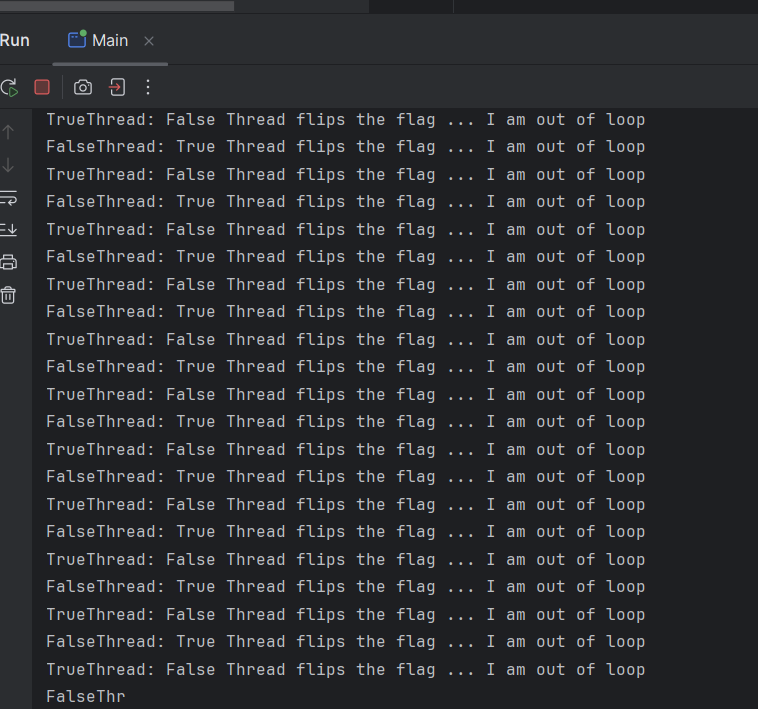 Run
Main
TrueThread: False Thread flips the flag ... I am out of loop
FalseThread: True Thread flips the flag ... I am out of loop
TrueThread: False Thread flips the flag ... I am out of loop
FalseThread: True Thread flips the flag ... I am out of loop
TrueThread: False Thread flips the flag ... I am out of loop
FalseThread: True Thread flips the flag ... I am out of loop
TrueThread: False Thread flips the flag ... I am out of loop
FalseThread: True Thread flips the flag ... I am out of loop
TrueThread: False Thread flips the flag ... I am out of loop
FalseThread: True Thread flips the flag ... I am out of loop
TrueThread: False Thread flips the flag ... I am out of loop
FalseThread: True Thread flips the flag ... I am out of loop
TrueThread: False Thread flips the flag ... I am out of loop
FalseThread: True Thread flips the flag ... I am out of loop
TrueThread: False Thread flips the flag ... I am out of loop
FalseThread: True Thread flips the flag ... I am out of loop
TrueThread: False Thread flips the flag ... I am out of loop
FalseThread: True Thread flips the flag ... I am out of loop
TrueThread: False Thread flips the flag ... I am out of loop
FalseThread: True Thread flips the flag ... I am out of loop
TrueThread: False Thread flips the flag ... I am out of loop
FalseThr